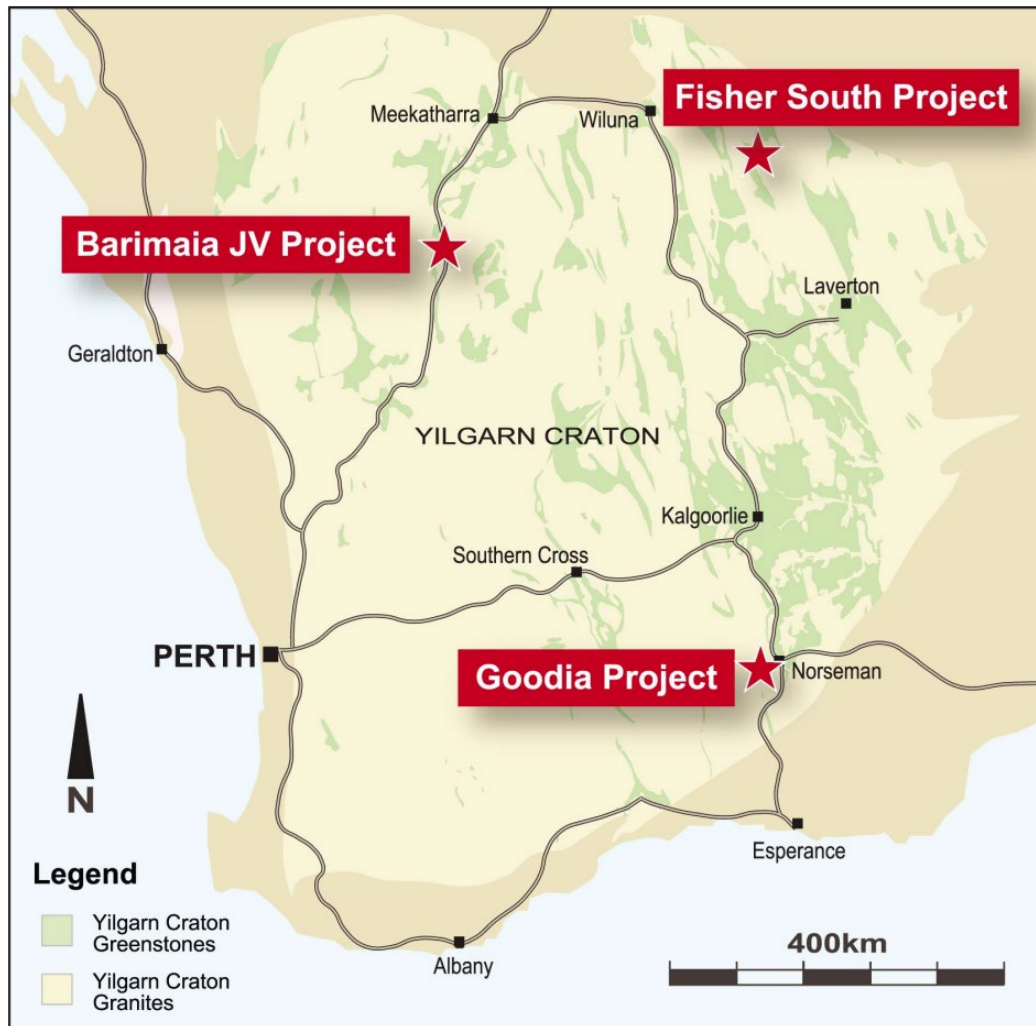 Fisher South Project
Meekatharra
Wiluna
Barimaia JV Project
Laverton
Geraldton
YILGARN CRATON
Kalgoorlie
Southern Cross
PERTH
Goodia Project
Norseman
N
Esperance
Legend
Yilgarn Craton
Greenstones
Yilgarn Craton
Granites
Albany
400km